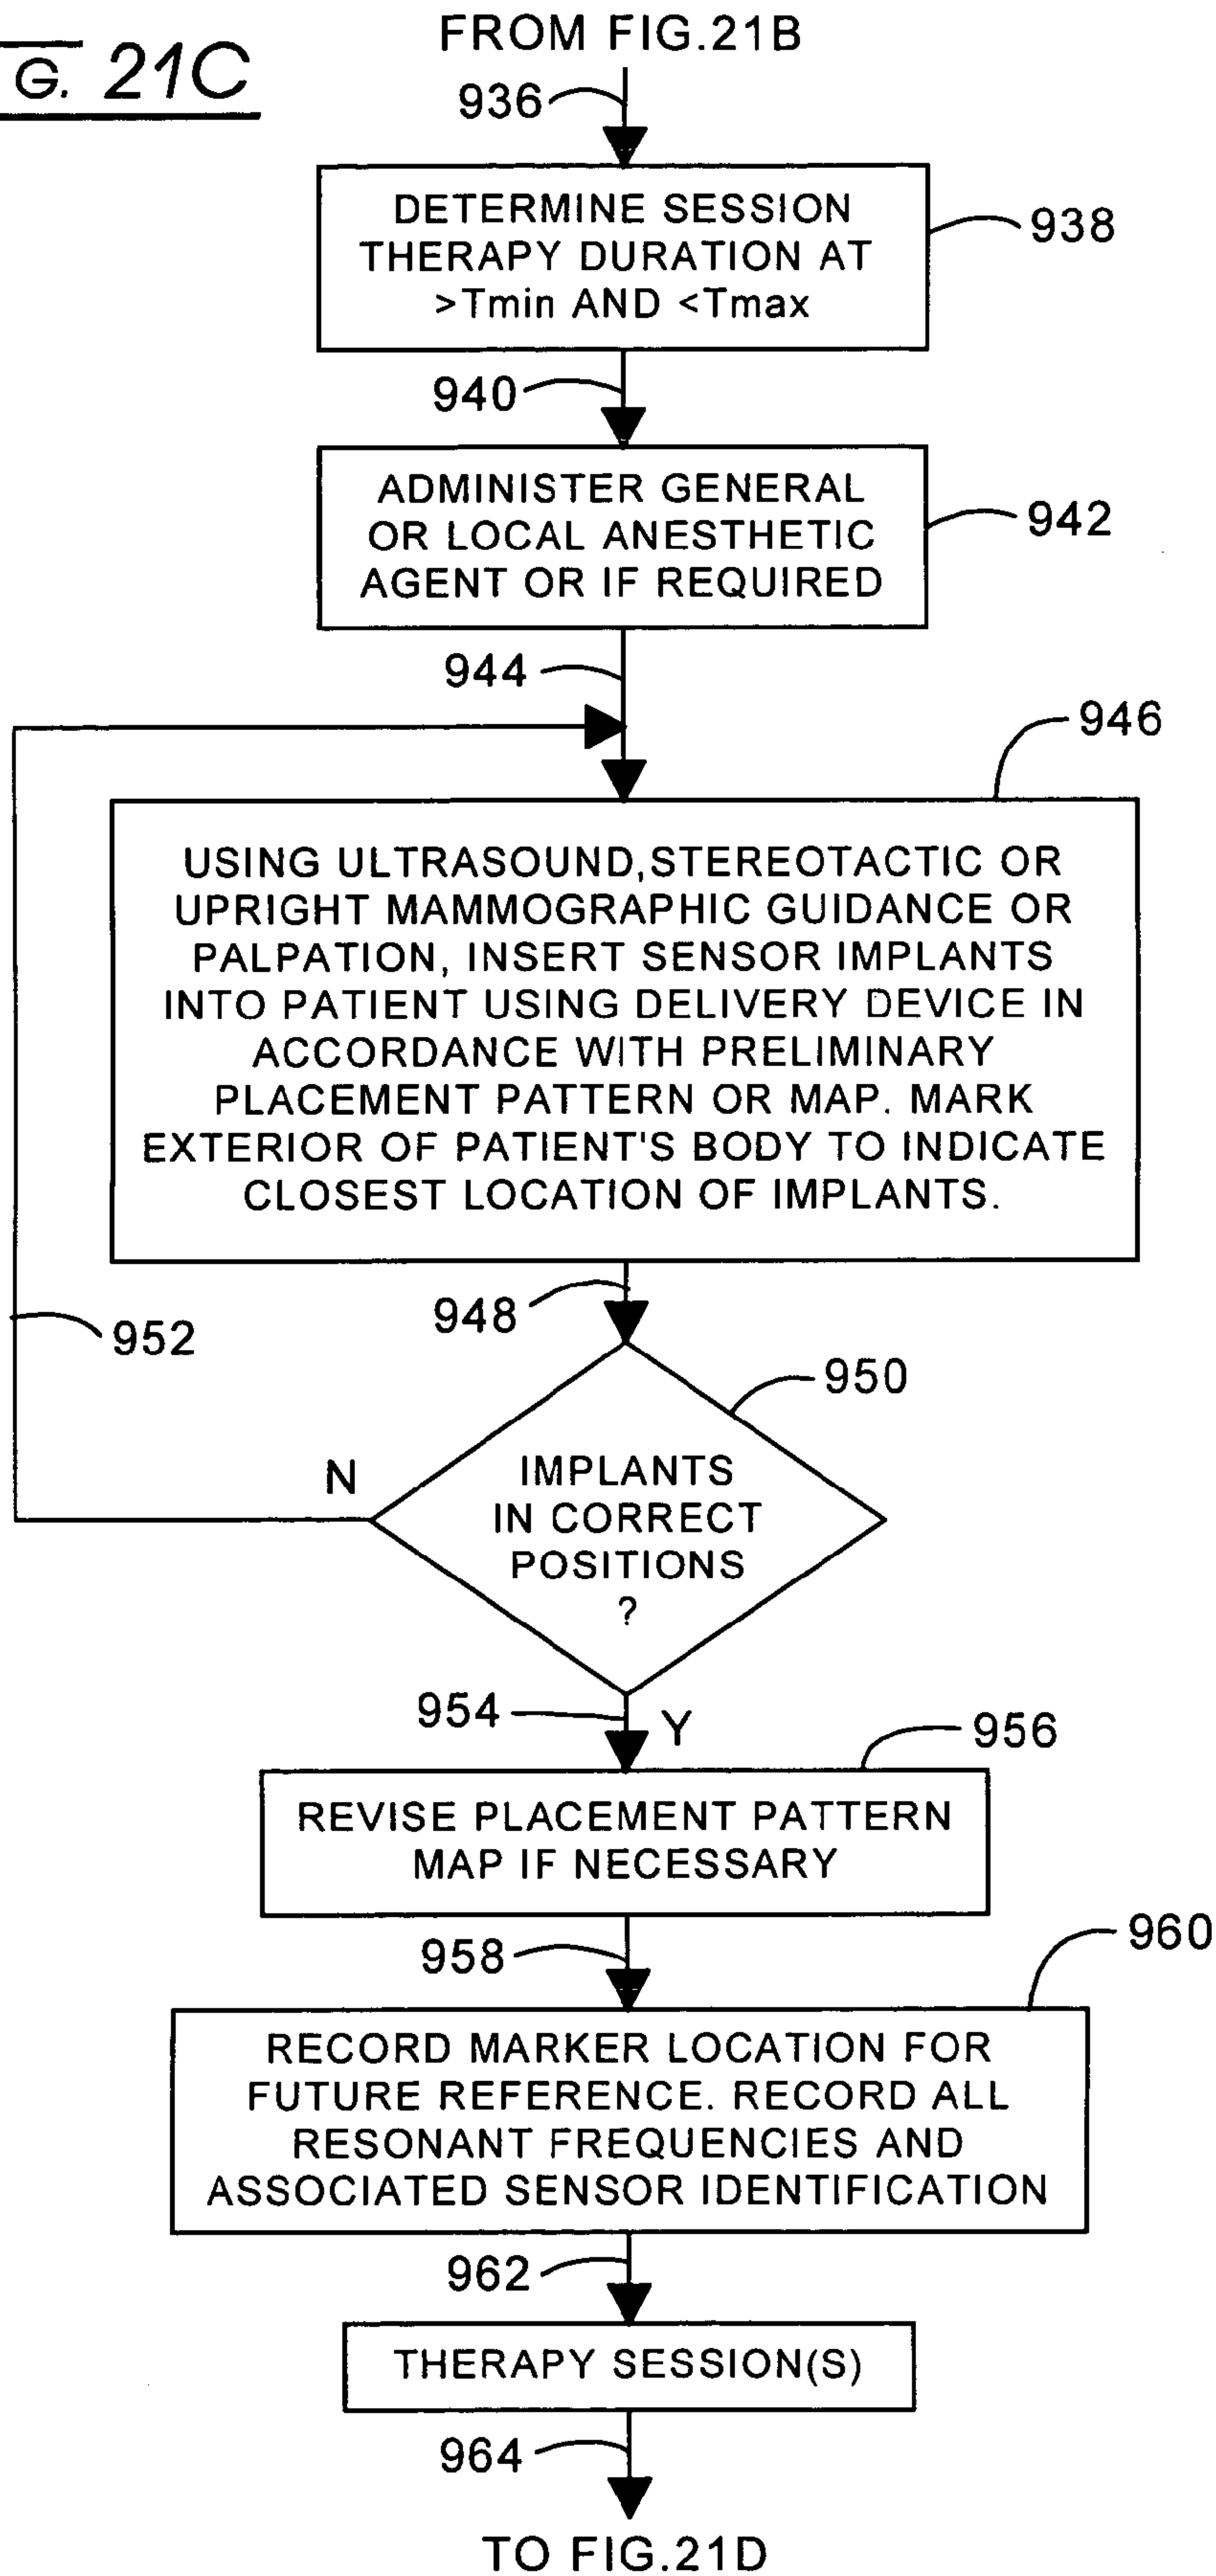 G. 21C
FROM FIG.21B
936
DETERMINE SESSION
THERAPY DURATION AT
>Tmin AND <Tmax
938
940
ADMINISTER GENERAL
OR LOCAL ANESTHETIC
AGENT OR IF REQUIRED
942
944
946
USING ULTRASOUND,STEREOTACTIC OR
UPRIGHT MAMMOGRAPHIC GUIDANCE OR
PALPATION, INSERT SENSOR IMPLANTS
INTO PATIENT USING DELIVERY DEVICE IN
ACCORDANCE WITH PRELIMINARY
PLACEMENT PATTERN OR MAP. MARK
EXTERIOR OF PATIENT'S BODY TO INDICATE
CLOSEST LOCATION OF IMPLANTS.
948
952
950
N
IMPLANTS
IN CORRECT
POSITIONS
?
954
Y
956
REVISE PLACEMENT PATTERN
MAP IF NECESSARY
958
960
RECORD MARKER LOCATION FOR
FUTURE REFERENCE. RECORD ALL
RESONANT FREQUENCIES AND
ASSOCIATED SENSOR IDENTIFICATION
962
THERAPY SESSION(S)
964
TO FIG.21D